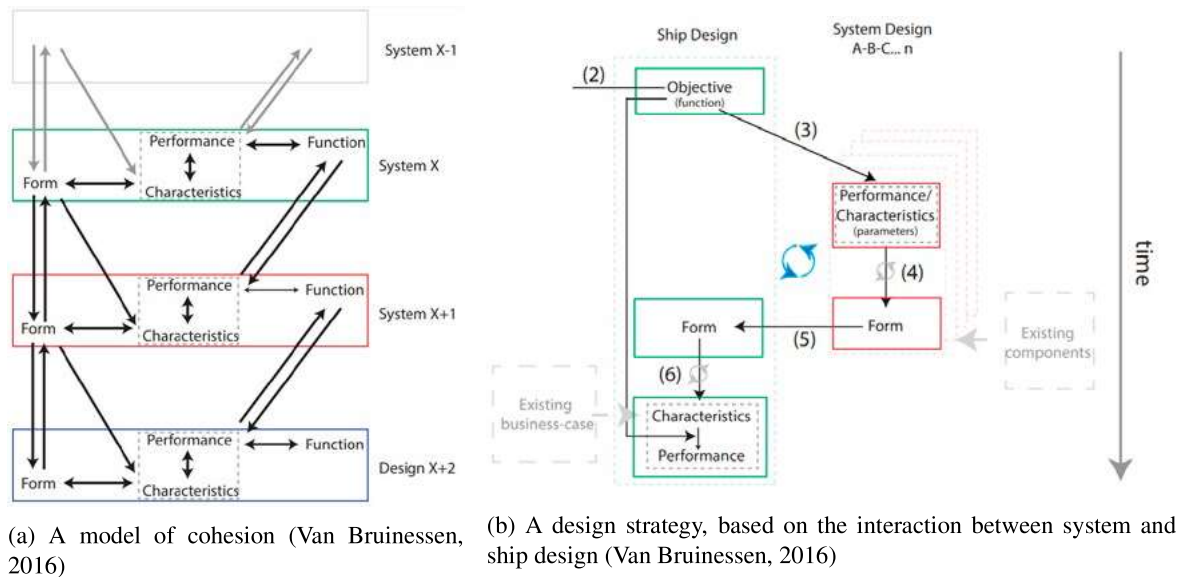 System X-1
Performance
Function
System X
Form
Characteristics
Performance
Function
System X+1
Form
Characteristics
Performance
Function
Design X+2
Form
Characteristics
(a) A model of cohesion (Van Bruinessen,
2016)
Ship Design
System Design
A-B-C... n
(2)
Objective
(function)
(3)
Performance/
Characteristics
(parameters)
(4)
time
Form
(5)
Form
Existing
components
(6)
Existing
business-case
Characteristics
Performance
(b) A design strategy, based on the interaction between system and
ship design (Van Bruinessen, 2016)